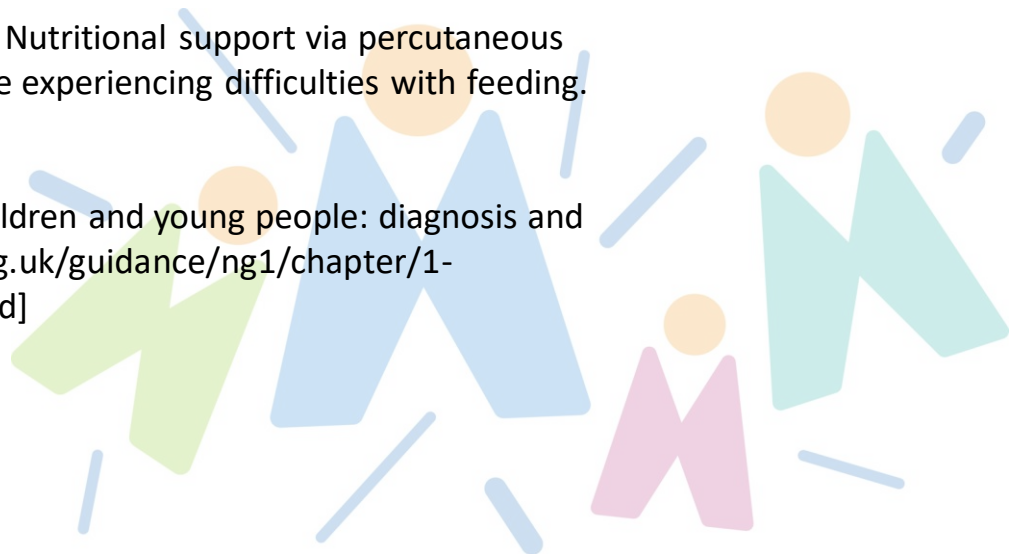 Nutritional support via percutaneous
e experiencing difficulties with feeding.
ldren and young people: diagnosis and
g.uk/guidance/ng1/chapter/1-
d]